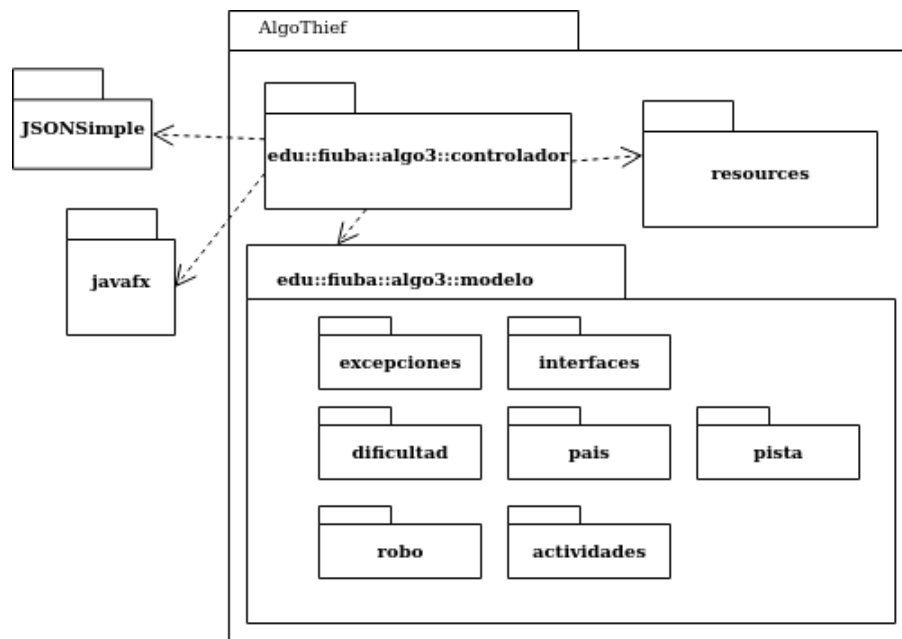 AlgoThief
JSONSimple
edu::fiuba::algo3::controlador
resources
javafx
edu::fiuba::algo3::modelo
excepciones
interfaces
dificultad
pais
pista
robo
actividades